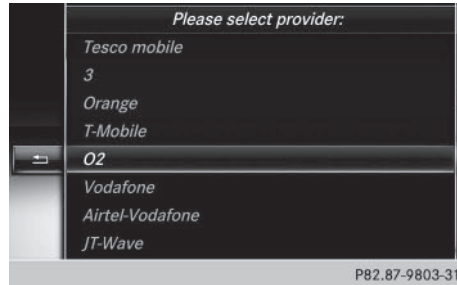 Please select provider:
Tesco mobile
3
Orange
T-Mobile
O2
Vodafone
Airtel-Vodafone
JT-Wave
P82.87-9803-31